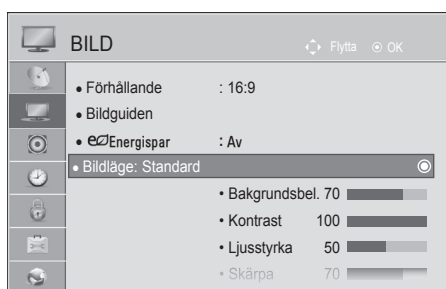 BILD
Flytta ⊙ OK
• Förhållande : 16:9
• Bildguiden
• eco Energispar : Av
• Bildläge: Standard
• Bakgrundsbel. 70
• Kontrast 100
• Ljusstyrka 50
• Skärpa 70